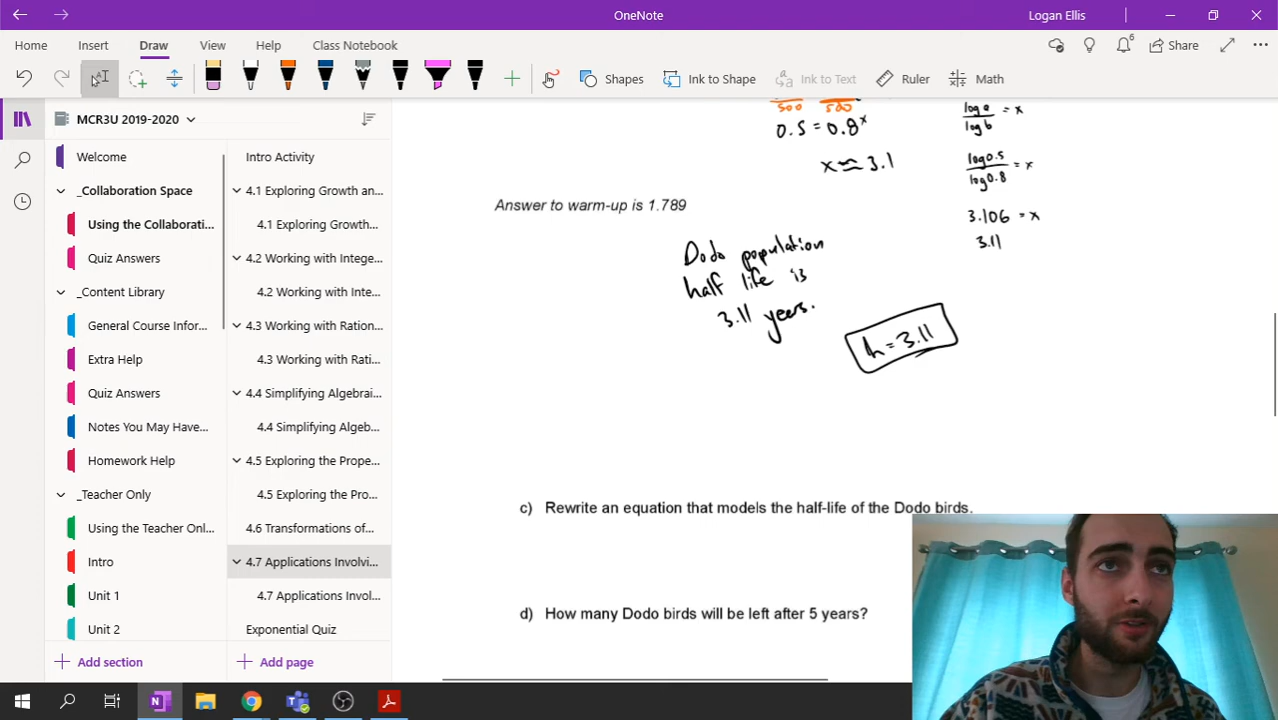 OneNote
Logan Ellis
Home Insert Draw View Help Class Notebook
6 Share
Shapes Ink to Shape Ink to Text Ruler Math
MCR3U 2019-2020
Welcome
_Collaboration Space
Using the Collaborati...
Quiz Answers
_Content Library
General Course Infor...
Extra Help
Quiz Answers
Notes You May Have...
Homework Help
_Teacher Only
Using the Teacher Onl...
Intro
Unit 1
Unit 2
Add section
Intro Activity
4.1 Exploring Growth an...
4.1 Exploring Growth...
4.2 Working with Intege...
4.2 Working with Inte...
4.3 Working with Ration...
4.3 Working with Rati...
4.4 Simplifying Algebrai...
4.4 Simplifying Algeb...
4.5 Exploring the Prope...
4.5 Exploring the Pro...
4.6 Transformations of...
4.7 Applications Involvi...
4.7 Applications Invol...
Exponential Quiz
Add page
500 500
0.5 = 0.8^x
x ≈ 3.1
log a / log b = x
log 0.5 / log 0.8 = x
3.106 = x
3.11
Answer to warm-up is 1.789
Dodo population
half life is
3.11 years.
h = 3.11
c) Rewrite an equation that models the half-life of the Dodo birds.
d) How many Dodo birds will be left after 5 years?